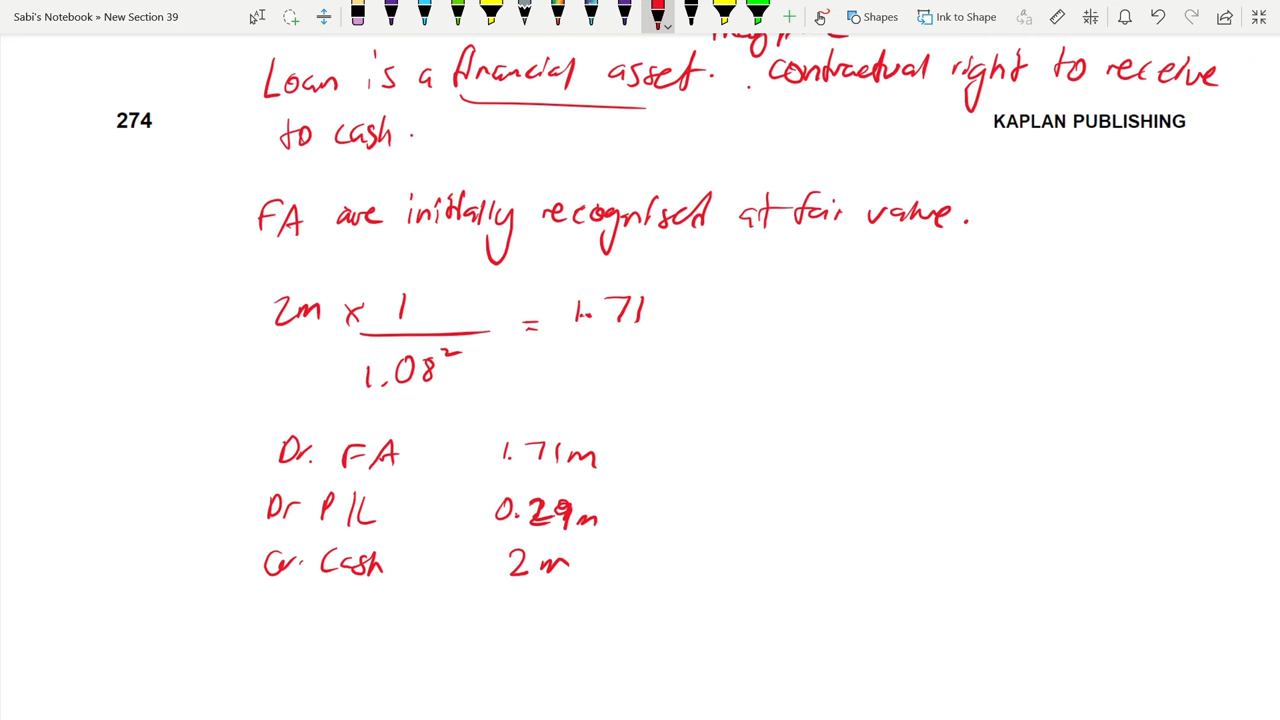 Sabi's Notebook » New Section 39
Shapes
Ink to Shape
Loan is a financial asset. contractual right to receive
274
KAPLAN PUBLISHING
to cash.
FA are initially recognised at fair value.
2m x 1 = 1.71
1.08²
Dr. FA 1.71m
Dr P/L 0.29m
Cr. Cash 2m